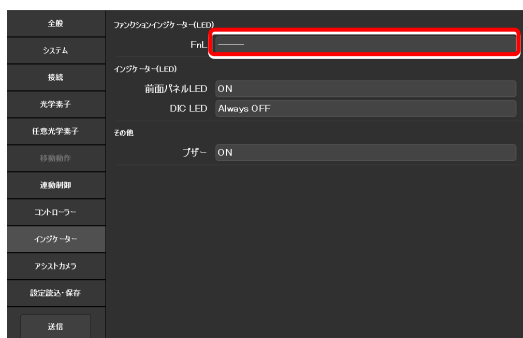 全般
システム
接続
光学素子
任意光学素子
移動動作
連動制御
コントローラー
インジケーター
アシストカメラ
設定読込・保存
送信
ファンクションインジケーター(LED)
FnL ―――
インジケーター(LED)
前面パネルLED ON
DIC LED Always OFF
その他
ブザー ON